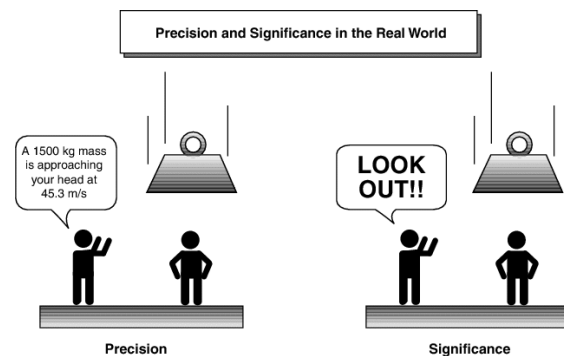 Precision and Significance in the Real World
A 1500 kg mass
is approaching
your head at
45.3 m/s
LOOK
OUT!!
Precision
Significance